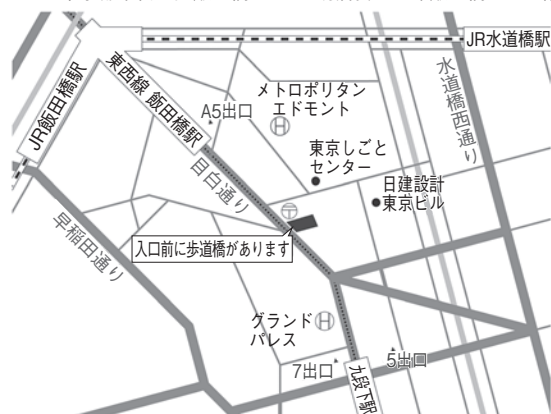 JR水道橋駅
水道橋西通り
JR飯田橋駅
東西線 飯田橋駅
A5出口
メトロポリタン
エドモント
H
東京しごと
センター
目白通り
日建設計
東京ビル
〒
早稲田通り
入口前に歩道橋があります
グランド
パレス
H
7出口
5出口
九段下駅